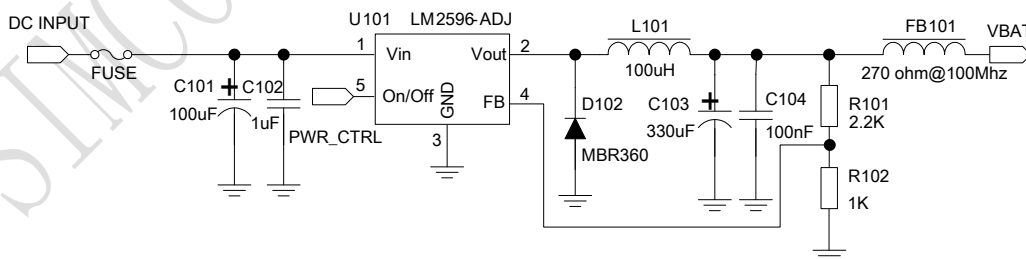 DC INPUT
FUSE
C101
100uF
C102
1uF
U101 LM2596-ADJ
1
Vin
Vout
2
5
On/Off
GND
FB
4
3
PWR_CTRL
D102
MBR360
L101
100uH
C103
330uF
C104
100nF
FB101
270 ohm@100Mhz
VBAT
R101
2.2K
R102
1K
SIMCO